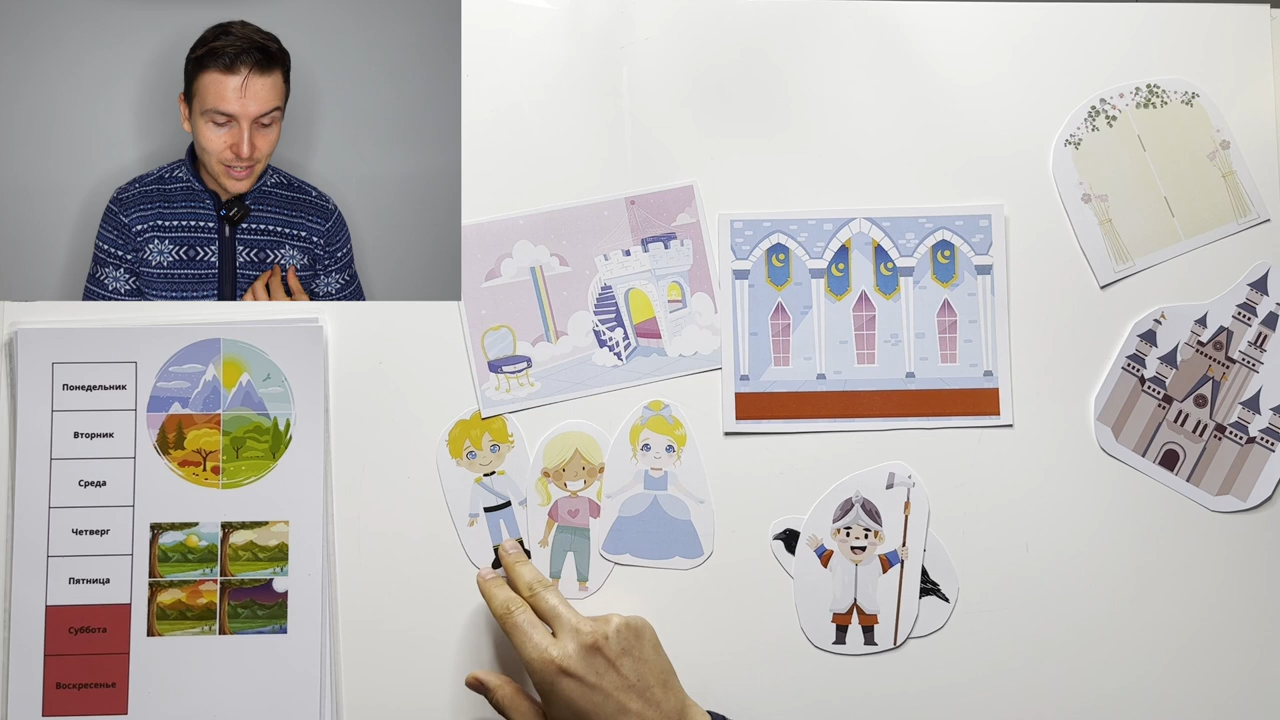 Понедельник
Вторник
Среда
Четверг
Пятница
Суббота
Воскресенье